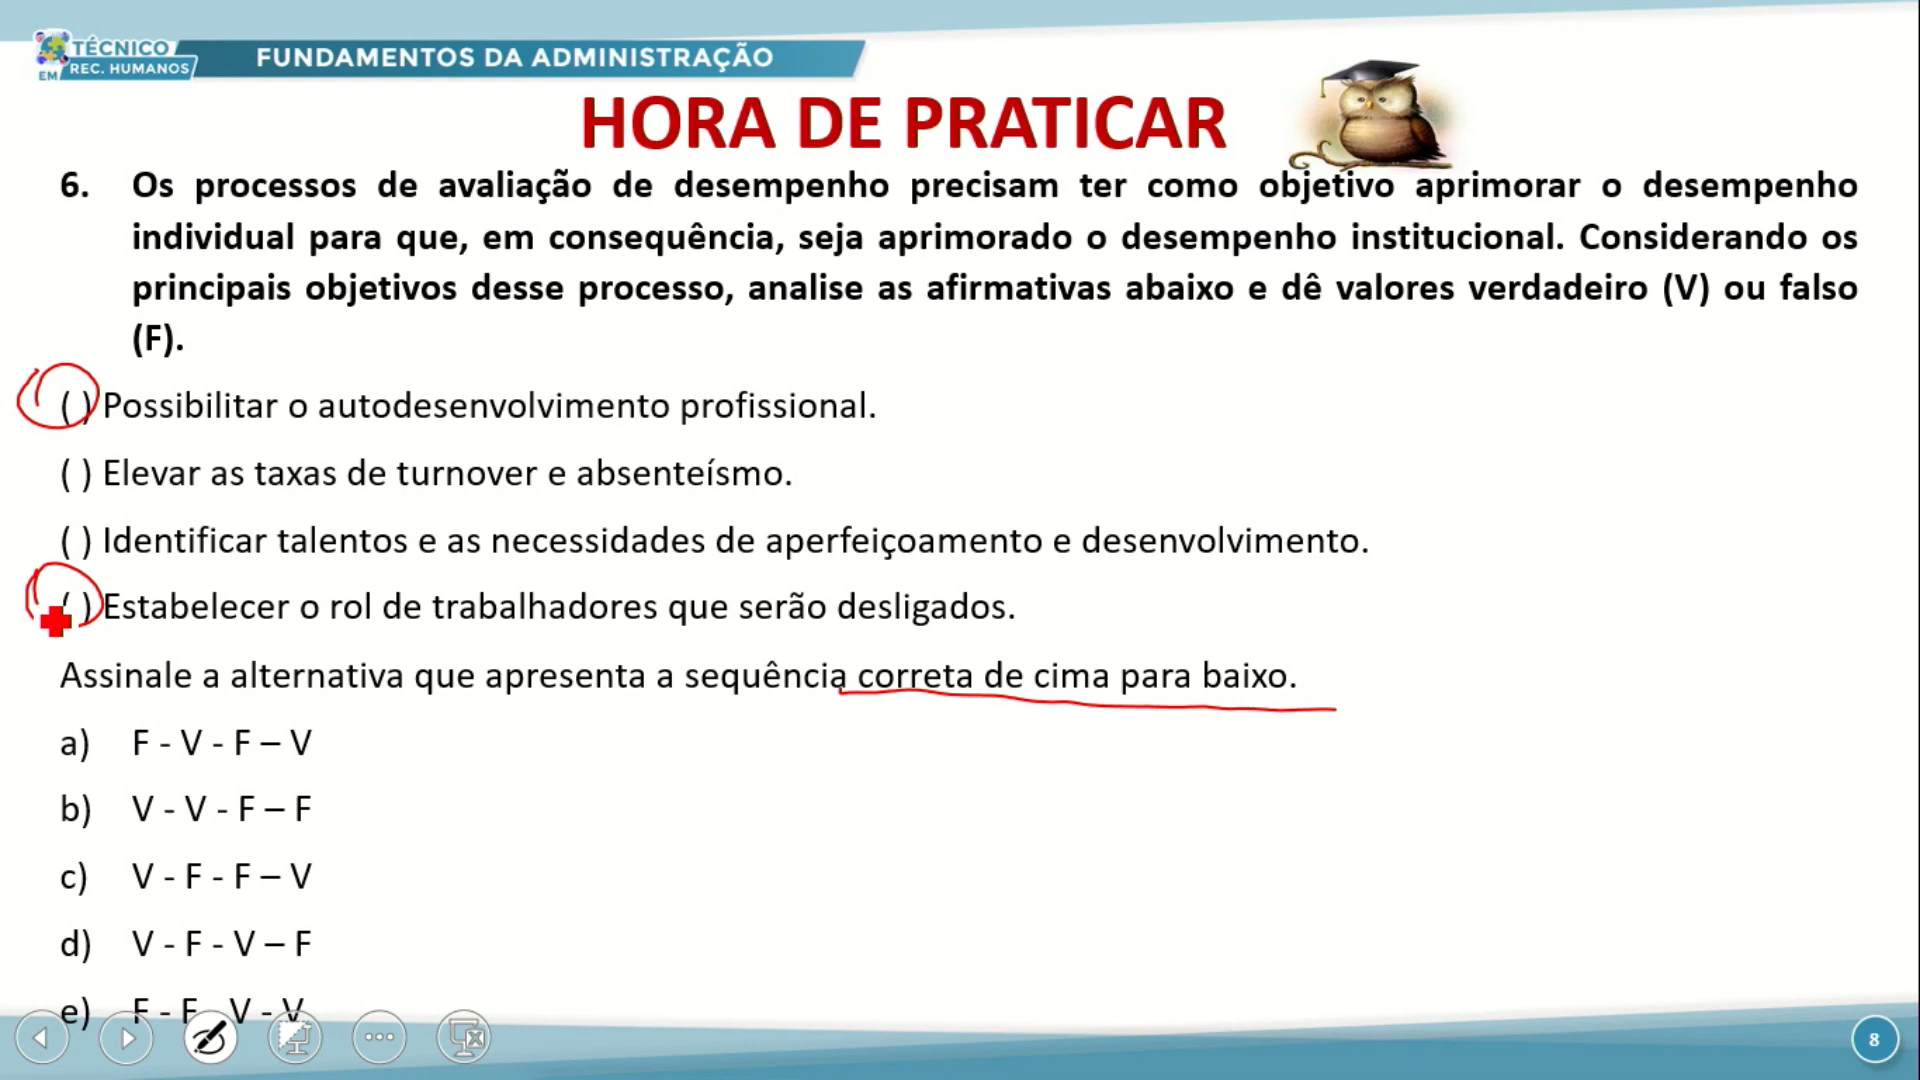 TÉCNICO
EM REC. HUMANOS
FUNDAMENTOS DA ADMINISTRAÇÃO
HORA DE PRATICAR
6. Os processos de avaliação de desempenho precisam ter como objetivo aprimorar o desempenho
individual para que, em consequência, seja aprimorado o desempenho institucional. Considerando os
principais objetivos desse processo, analise as afirmativas abaixo e dê valores verdadeiro (V) ou falso
(F).
( ) Possibilitar o autodesenvolvimento profissional.
( ) Elevar as taxas de turnover e absenteísmo.
( ) Identificar talentos e as necessidades de aperfeiçoamento e desenvolvimento.
( ) Estabelecer o rol de trabalhadores que serão desligados.
Assinale a alternativa que apresenta a sequência correta de cima para baixo.
a) F - V - F – V
b) V - V - F – F
c) V - F - F – V
d) V - F - V – F
e) F - F - V - V
8